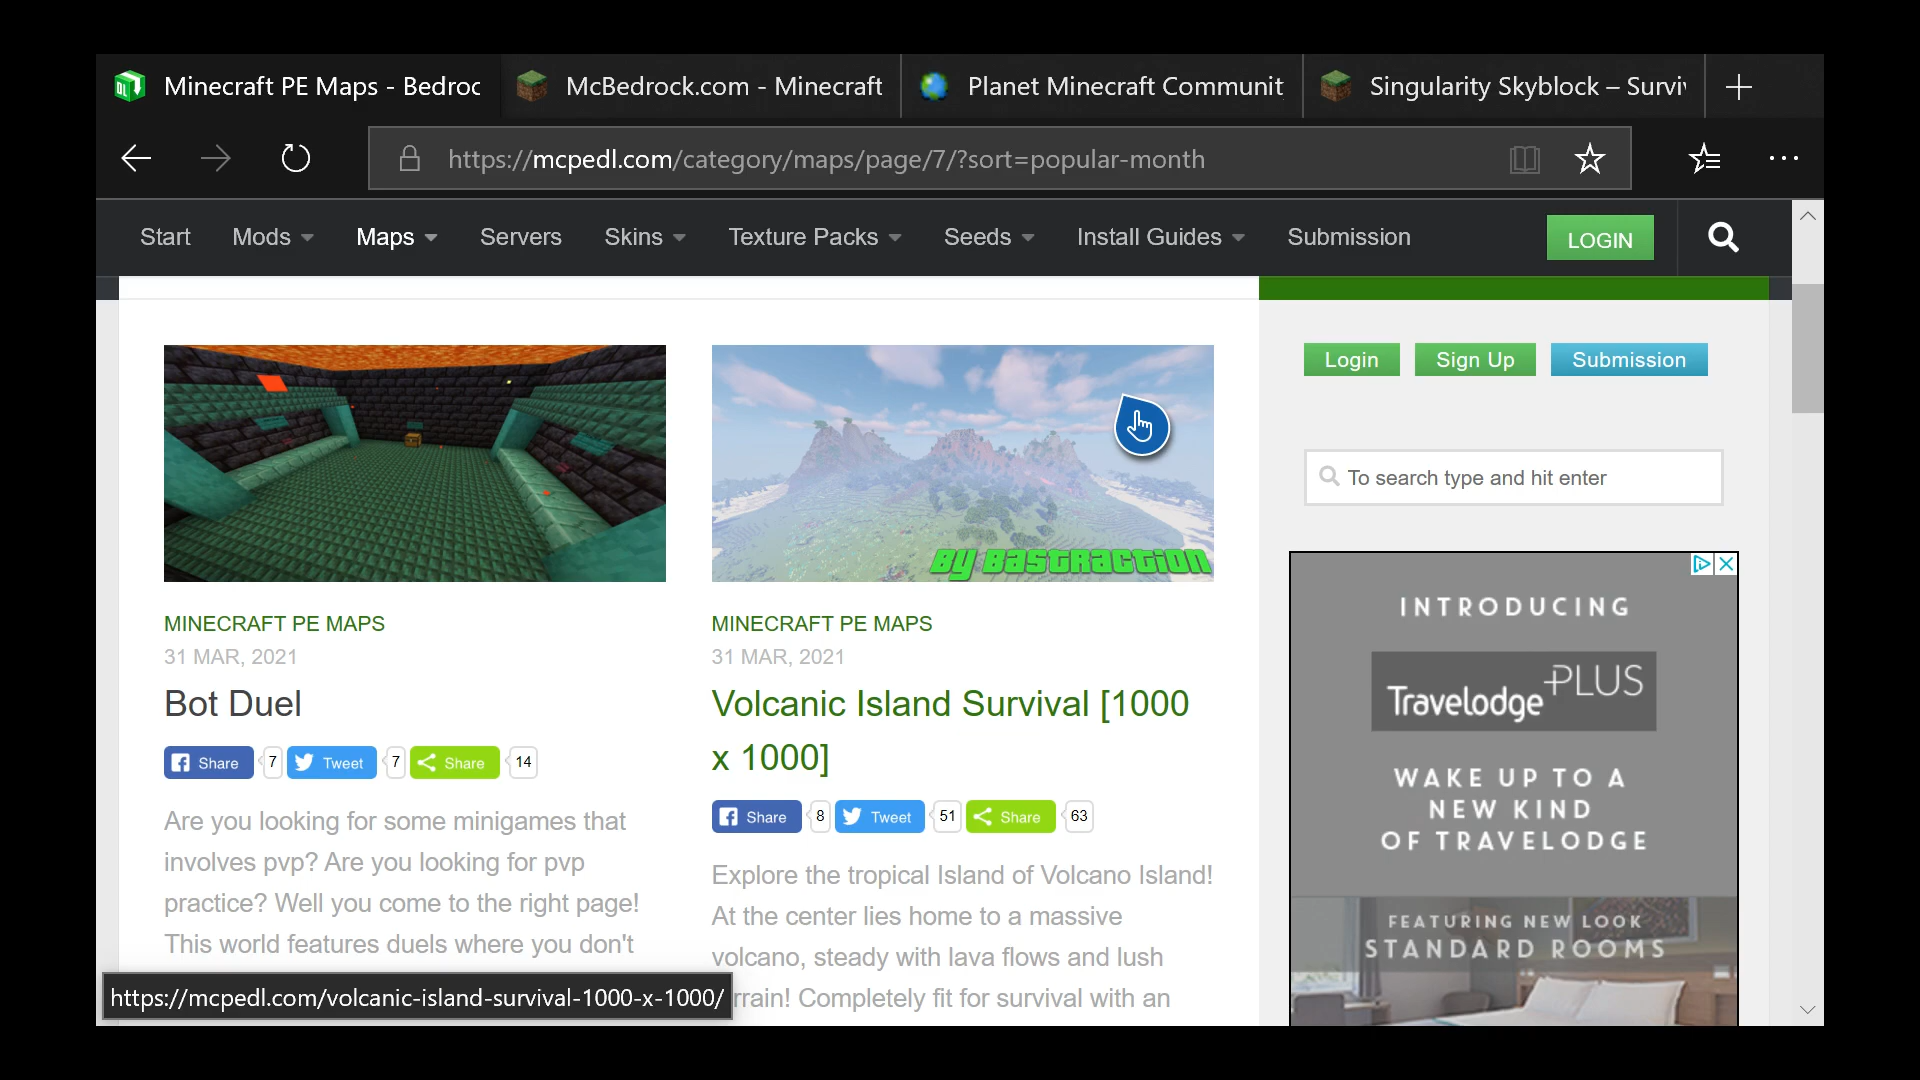 Minecraft PE Maps - Bedroc
McBedrock.com - Minecraft
Planet Minecraft Communit
Singularity Skyblock – Surviv
https://mcpedl.com/category/maps/page/7/?sort=popular-month
Start
Mods
Maps
Servers
Skins
Texture Packs
Seeds
Install Guides
Submission
LOGIN
By Bastraction
MINECRAFT PE MAPS
31 MAR, 2021
Bot Duel
Share 7 Tweet 7 Share 14
Are you looking for some minigames that
involves pvp? Are you looking for pvp
practice? Well you come to the right page!
This world features duels where you don't
MINECRAFT PE MAPS
31 MAR, 2021
Volcanic Island Survival [1000
x 1000]
Share 8 Tweet 51 Share 63
Explore the tropical Island of Volcano Island!
At the center lies home to a massive
volcano, steady with lava flows and lush
rrain! Completely fit for survival with an
Login
Sign Up
Submission
To search type and hit enter
INTRODUCING
Travelodge PLUS
WAKE UP TO A
NEW KIND
OF TRAVELODGE
FEATURING NEW LOOK
STANDARD ROOMS
https://mcpedl.com/volcanic-island-survival-1000-x-1000/